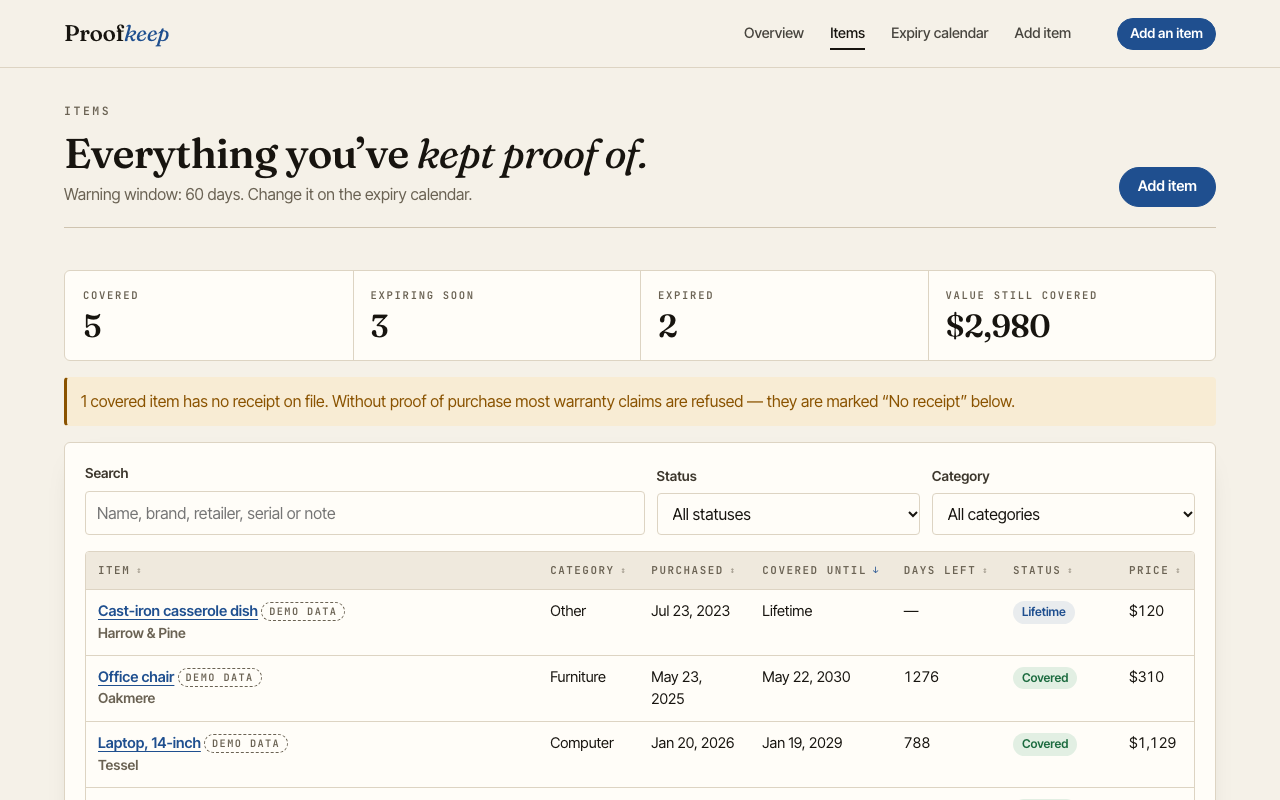 Proofkeep
Overview
Items
Expiry calendar
Add item
Add an item
ITEMS
Everything you’ve kept proof of.
Warning window: 60 days. Change it on the expiry calendar.
Add item
COVERED
5
EXPIRING SOON
3
EXPIRED
2
VALUE STILL COVERED
$2,980
1 covered item has no receipt on file. Without proof of purchase most warranty claims are refused — they are marked “No receipt” below.
Search
Name, brand, retailer, serial or note
Status
All statuses
Category
All categories
ITEM ↕ CATEGORY ↕ PURCHASED ↕ COVERED UNTIL ↓ DAYS LEFT ↕ STATUS ↕ PRICE ↕
Cast-iron casserole dish DEMO DATA Other Jul 23, 2023 Lifetime — Lifetime $120
Harrow & Pine
Office chair DEMO DATA Furniture May 23, May 22, 2030 1276 Covered $310
Oakmere 2025
Laptop, 14-inch DEMO DATA Computer Jan 20, 2026 Jan 19, 2029 788 Covered $1,129
Tessel